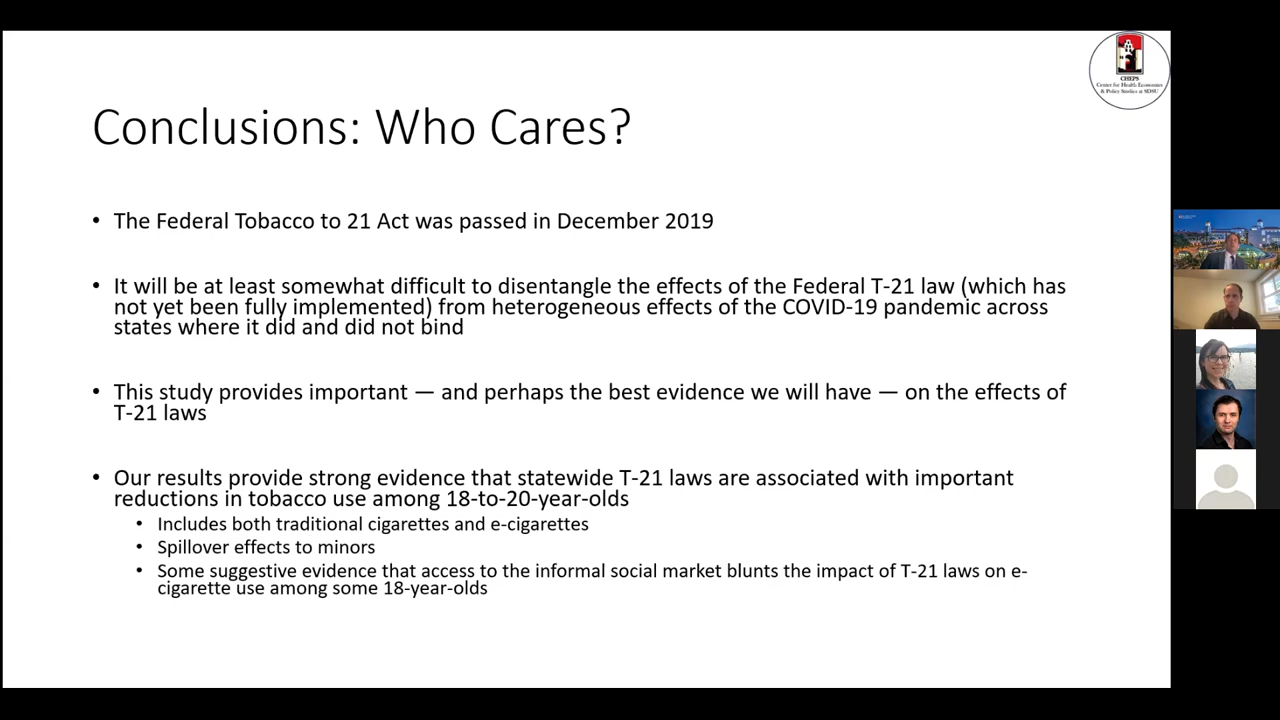 CHEPS
Center for Health Economics
& Policy Studies at SDSU
Conclusions: Who Cares?
• The Federal Tobacco to 21 Act was passed in December 2019
• It will be at least somewhat difficult to disentangle the effects of the Federal T-21 law (which has
not yet been fully implemented) from heterogeneous effects of the COVID-19 pandemic across
states where it did and did not bind
• This study provides important — and perhaps the best evidence we will have — on the effects of
T-21 laws
• Our results provide strong evidence that statewide T-21 laws are associated with important
reductions in tobacco use among 18-to-20-year-olds
• Includes both traditional cigarettes and e-cigarettes
• Spillover effects to minors
• Some suggestive evidence that access to the informal social market blunts the impact of T-21 laws on e-
cigarette use among some 18-year-olds